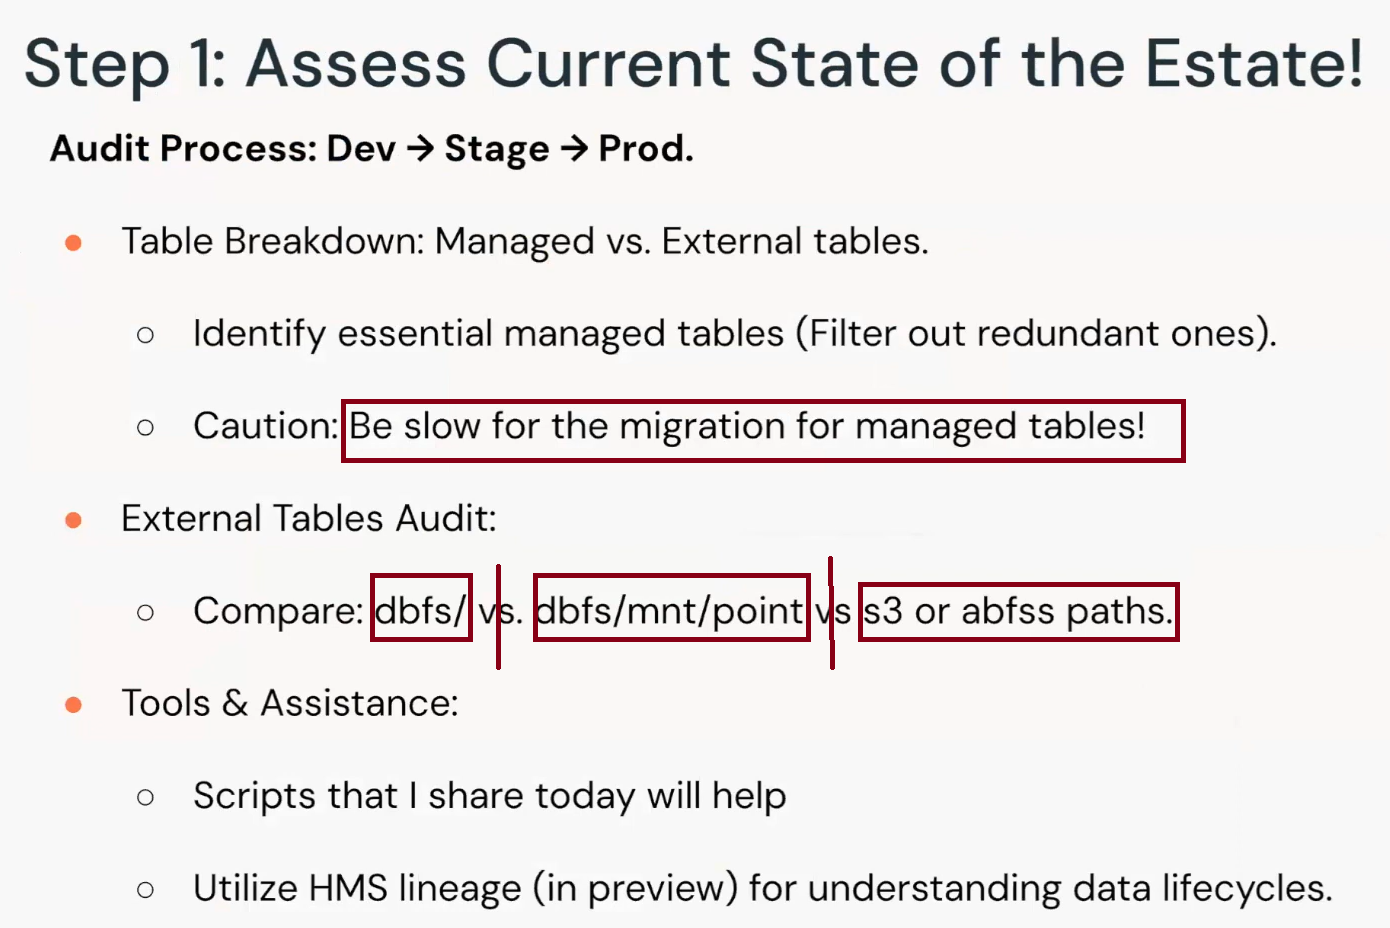 Step 1: Assess Current State of the Estate!
Audit Process: Dev → Stage → Prod.
● Table Breakdown: Managed vs. External tables.
○ Identify essential managed tables (Filter out redundant ones).
○ Caution: Be slow for the migration for managed tables!
● External Tables Audit:
○ Compare: dbfs/ vs. dbfs/mnt/point vs s3 or abfss paths.
● Tools & Assistance:
○ Scripts that I share today will help
○ Utilize HMS lineage (in preview) for understanding data lifecycles.